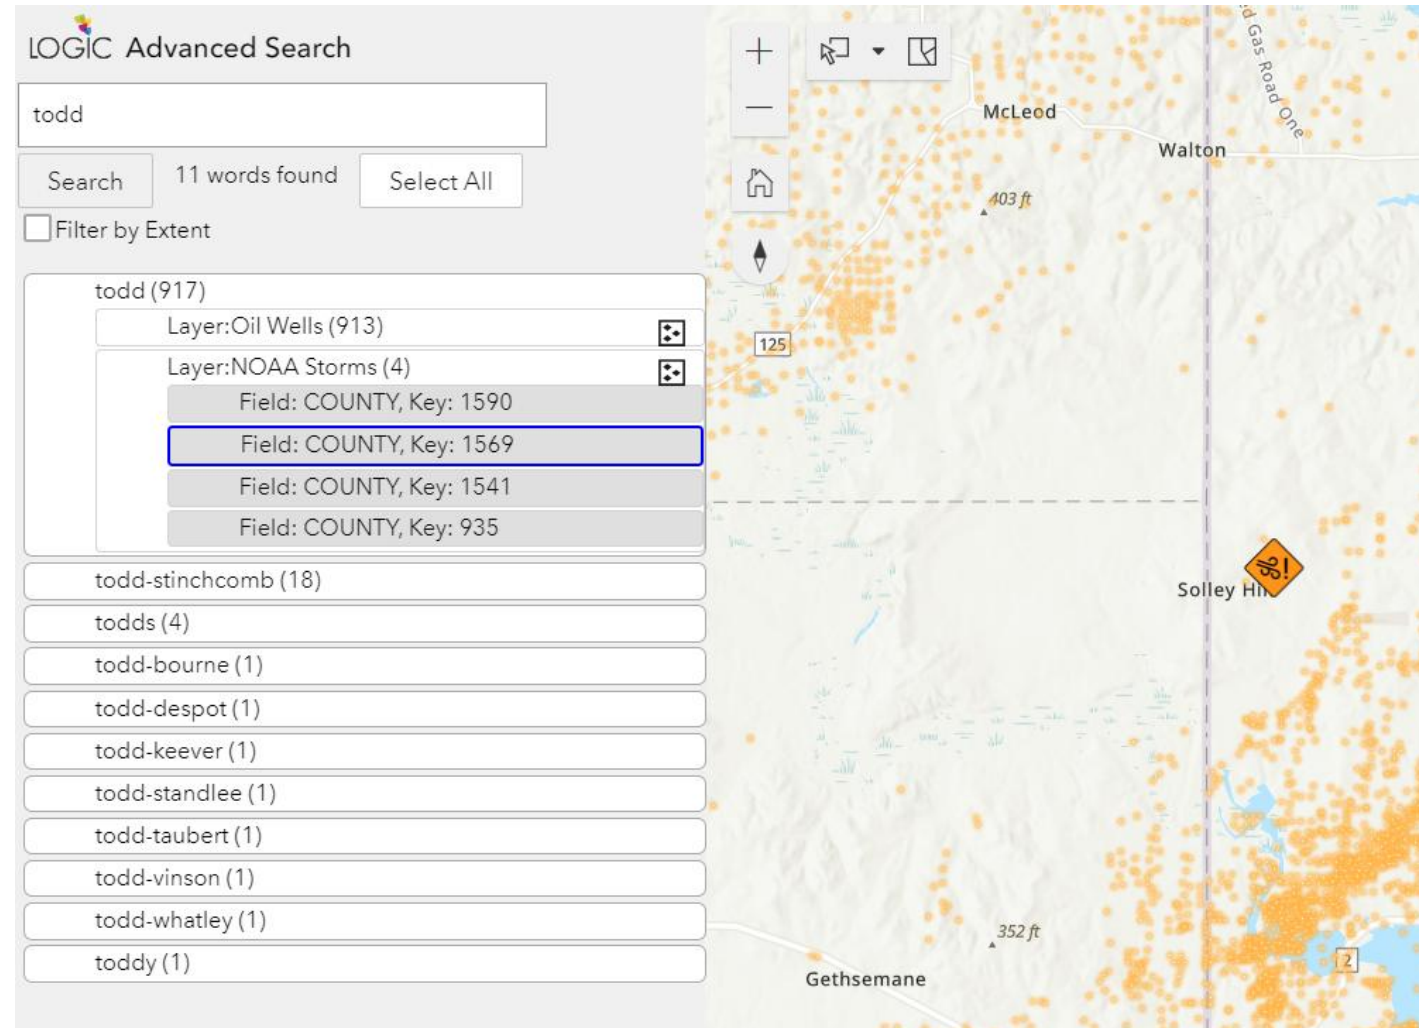 LOGIC Advanced Search
todd
Search 11 words found Select All
Filter by Extent
todd (917)
Layer:Oil Wells (913)
Layer:NOAA Storms (4)
Field: COUNTY, Key: 1590
Field: COUNTY, Key: 1569
Field: COUNTY, Key: 1541
Field: COUNTY, Key: 935
todd-stinchcomb (18)
todds (4)
todd-bourne (1)
todd-despot (1)
todd-keever (1)
todd-standlee (1)
todd-taubert (1)
todd-vinson (1)
todd-whatley (1)
toddy (1)
Gas Road One
McLeod
Walton
403 ft
125
!
Solley Hill
352 ft
2
Gethsemane